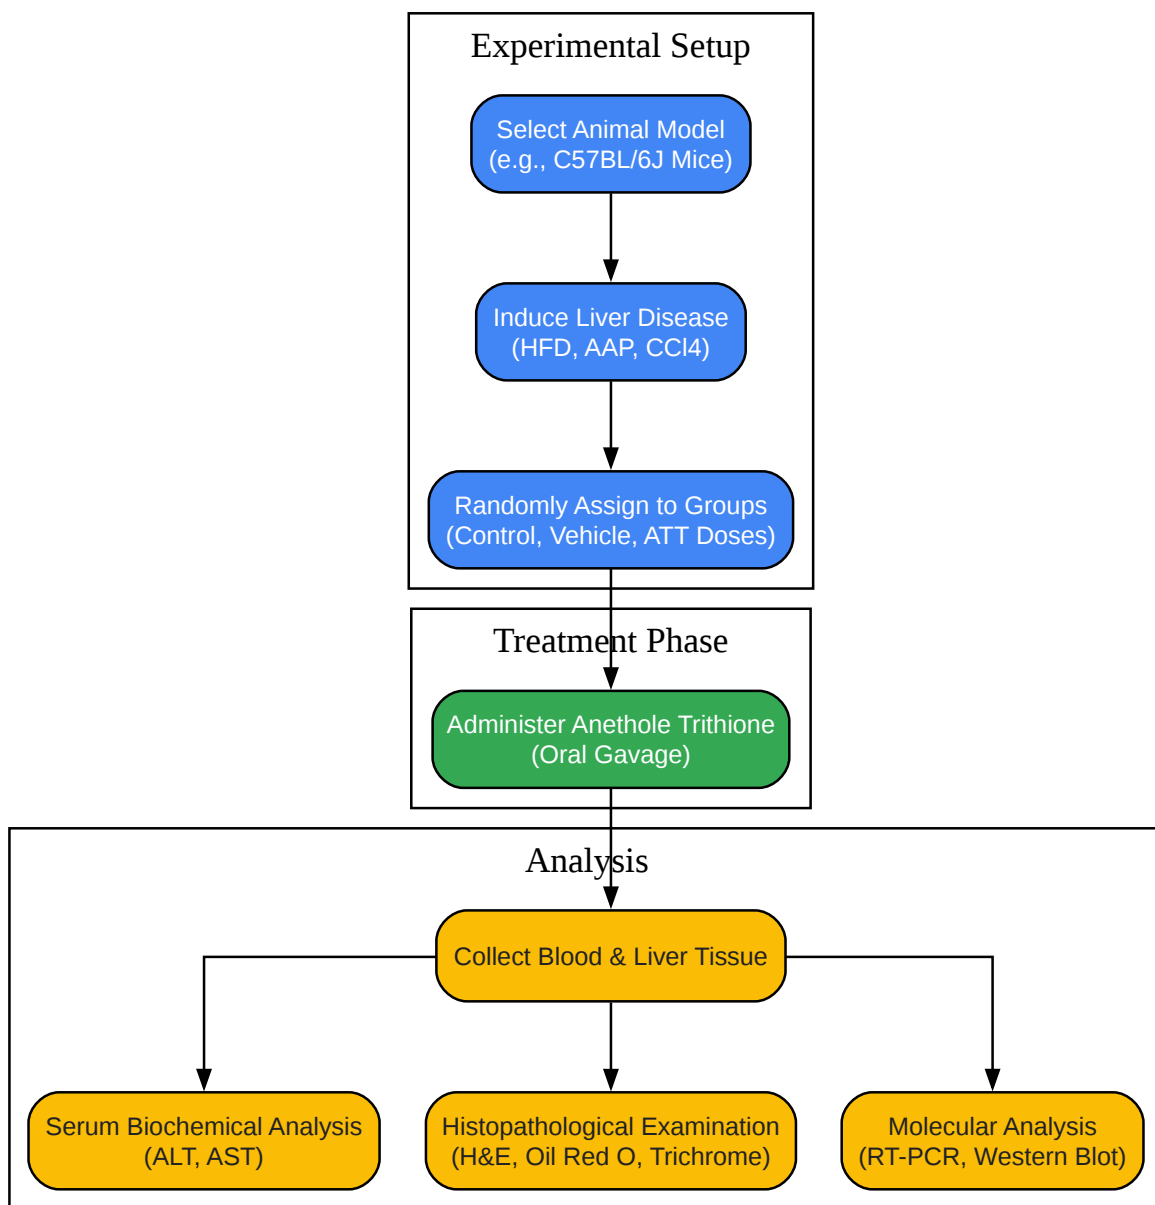 Experimental Setup
Select Animal Model
(e.g., C57BL/6J Mice)
Induce Liver Disease
(HFD, AAP, CCl4)
Randomly Assign to Groups
(Control, Vehicle, ATT Doses)
Treatment Phase
Administer Anethole Trithione
(Oral Gavage)
Analysis
Collect Blood & Liver Tissue
Serum Biochemical Analysis
(ALT, AST)
Histopathological Examination
(H&E, Oil Red O, Trichrome)
Molecular Analysis
(RT-PCR, Western Blot)